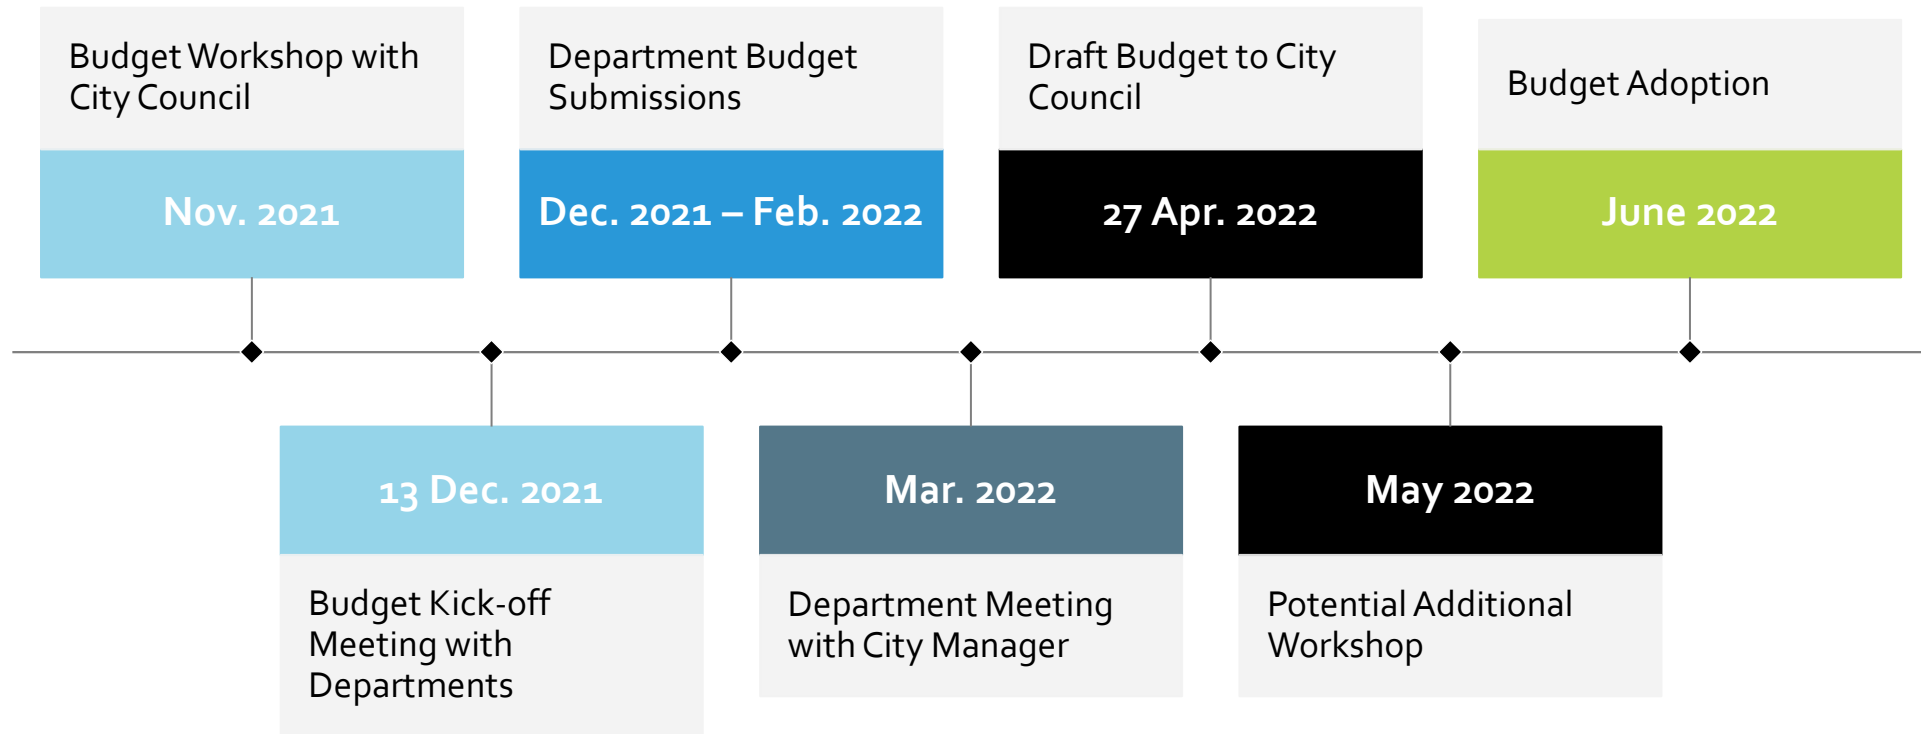 Budget Workshop with
City Council
Nov. 2021
13 Dec. 2021
Budget Kick-off
Meeting with
Departments
Department Budget
Submissions
Dec. 2021 – Feb. 2022
Mar. 2022
Department Meeting
with City Manager
Draft Budget to City
Council
27 Apr. 2022
May 2022
Potential Additional
Workshop
Budget Adoption
June 2022